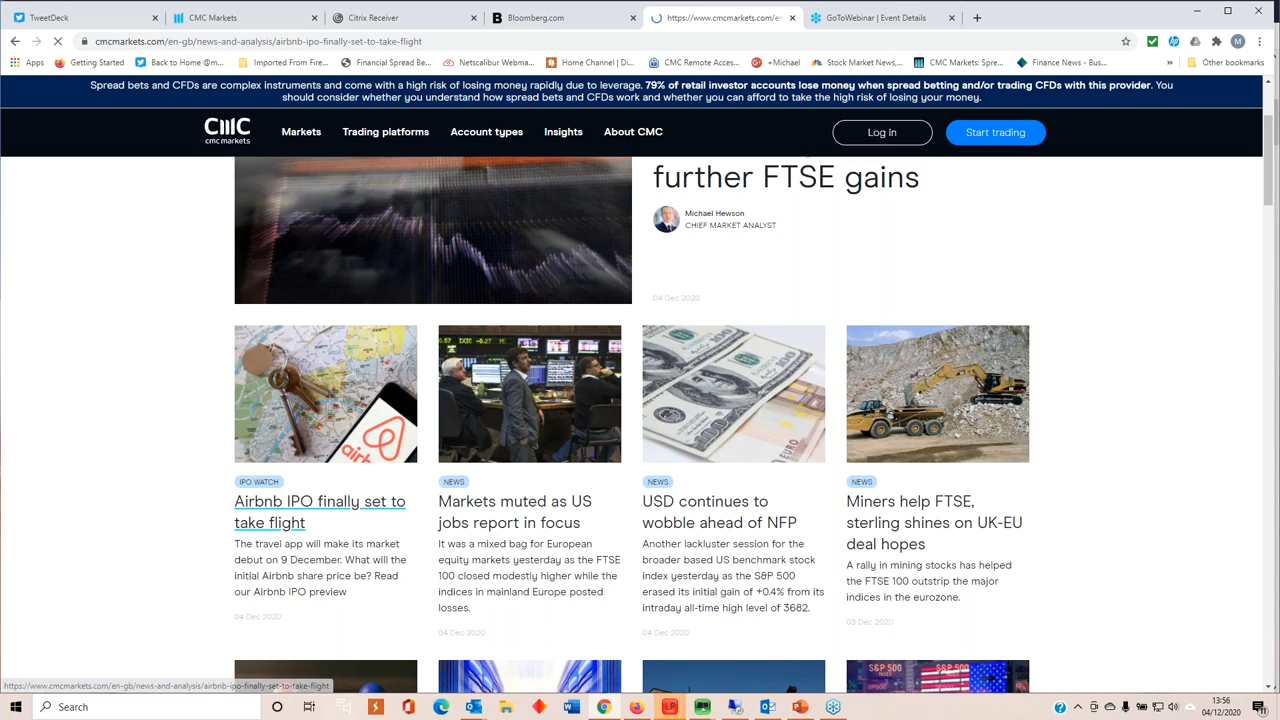 TweetDeck
CMC Markets
Citrix Receiver
Bloomberg.com
https://www.cmcmarkets.com/en
GoToWebinar | Event Details
cmcmarkets.com/en-gb/news-and-analysis/airbnb-ipo-finally-set-to-take-flight
M
Apps
Getting Started
Back to Home @m...
Imported From Fire...
Financial Spread Be...
Netscalibur Webma...
Home Channel | Di...
CMC Remote Access...
+Michael
Stock Market News,...
CMC Markets: Spre...
Finance News - Bus...
»
Other bookmarks
Spread bets and CFDs are complex instruments and come with a high risk of losing money rapidly due to leverage. 79% of retail investor accounts lose money when spread betting and/or trading CFDs with this provider. You
should consider whether you understand how spread bets and CFDs work and whether you can afford to take the high risk of losing your money.
CMC
cmc markets
Markets
Trading platforms
Account types
Insights
About CMC
Log in
Start trading
further FTSE gains
Michael Hewson
CHIEF MARKET ANALYST
04 Dec 2020
IPO WATCH
Airbnb IPO finally set to
take flight
The travel app will make its market
debut on 9 December. What will the
initial Airbnb share price be? Read
our Airbnb IPO preview
04 Dec 2020
NEWS
Markets muted as US
jobs report in focus
It was a mixed bag for European
equity markets yesterday as the FTSE
100 closed modestly higher while the
indices in mainland Europe posted
losses.
04 Dec 2020
NEWS
USD continues to
wobble ahead of NFP
Another lackluster session for the
broader based US benchmark stock
index yesterday as the S&P 500
erased its initial gain of +0.4% from its
intraday all-time high level of 3682.
04 Dec 2020
NEWS
Miners help FTSE,
sterling shines on UK-EU
deal hopes
A rally in mining stocks has helped
the FTSE 100 outstrip the major
indices in the eurozone.
03 Dec 2020
S&P 500
https://www.cmcmarkets.com/en-gb/news-and-analysis/airbnb-ipo-finally-set-to-take-flight
Search
13:56
04/12/2020